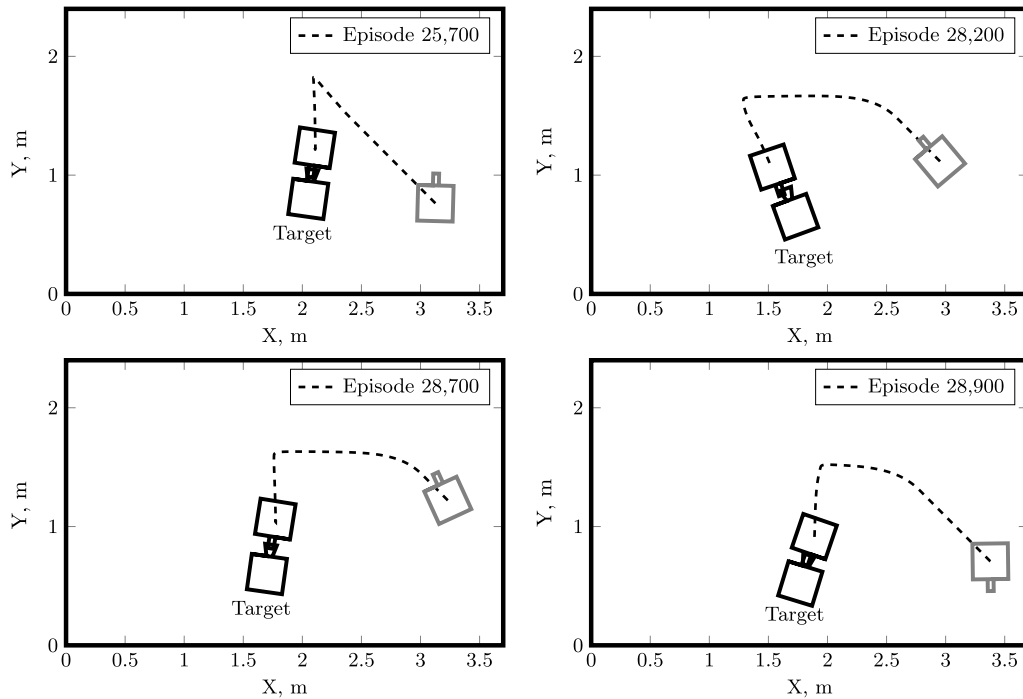 Episode 25,700
2
1
0
Y, m
Target
0 0.5 1 1.5 2 2.5 3 3.5
X, m
Episode 28,200
2
1
0
Y, m
Target
0 0.5 1 1.5 2 2.5 3 3.5
X, m
Episode 28,700
2
1
0
Y, m
Target
0 0.5 1 1.5 2 2.5 3 3.5
X, m
Episode 28,900
2
1
0
Y, m
Target
0 0.5 1 1.5 2 2.5 3 3.5
X, m